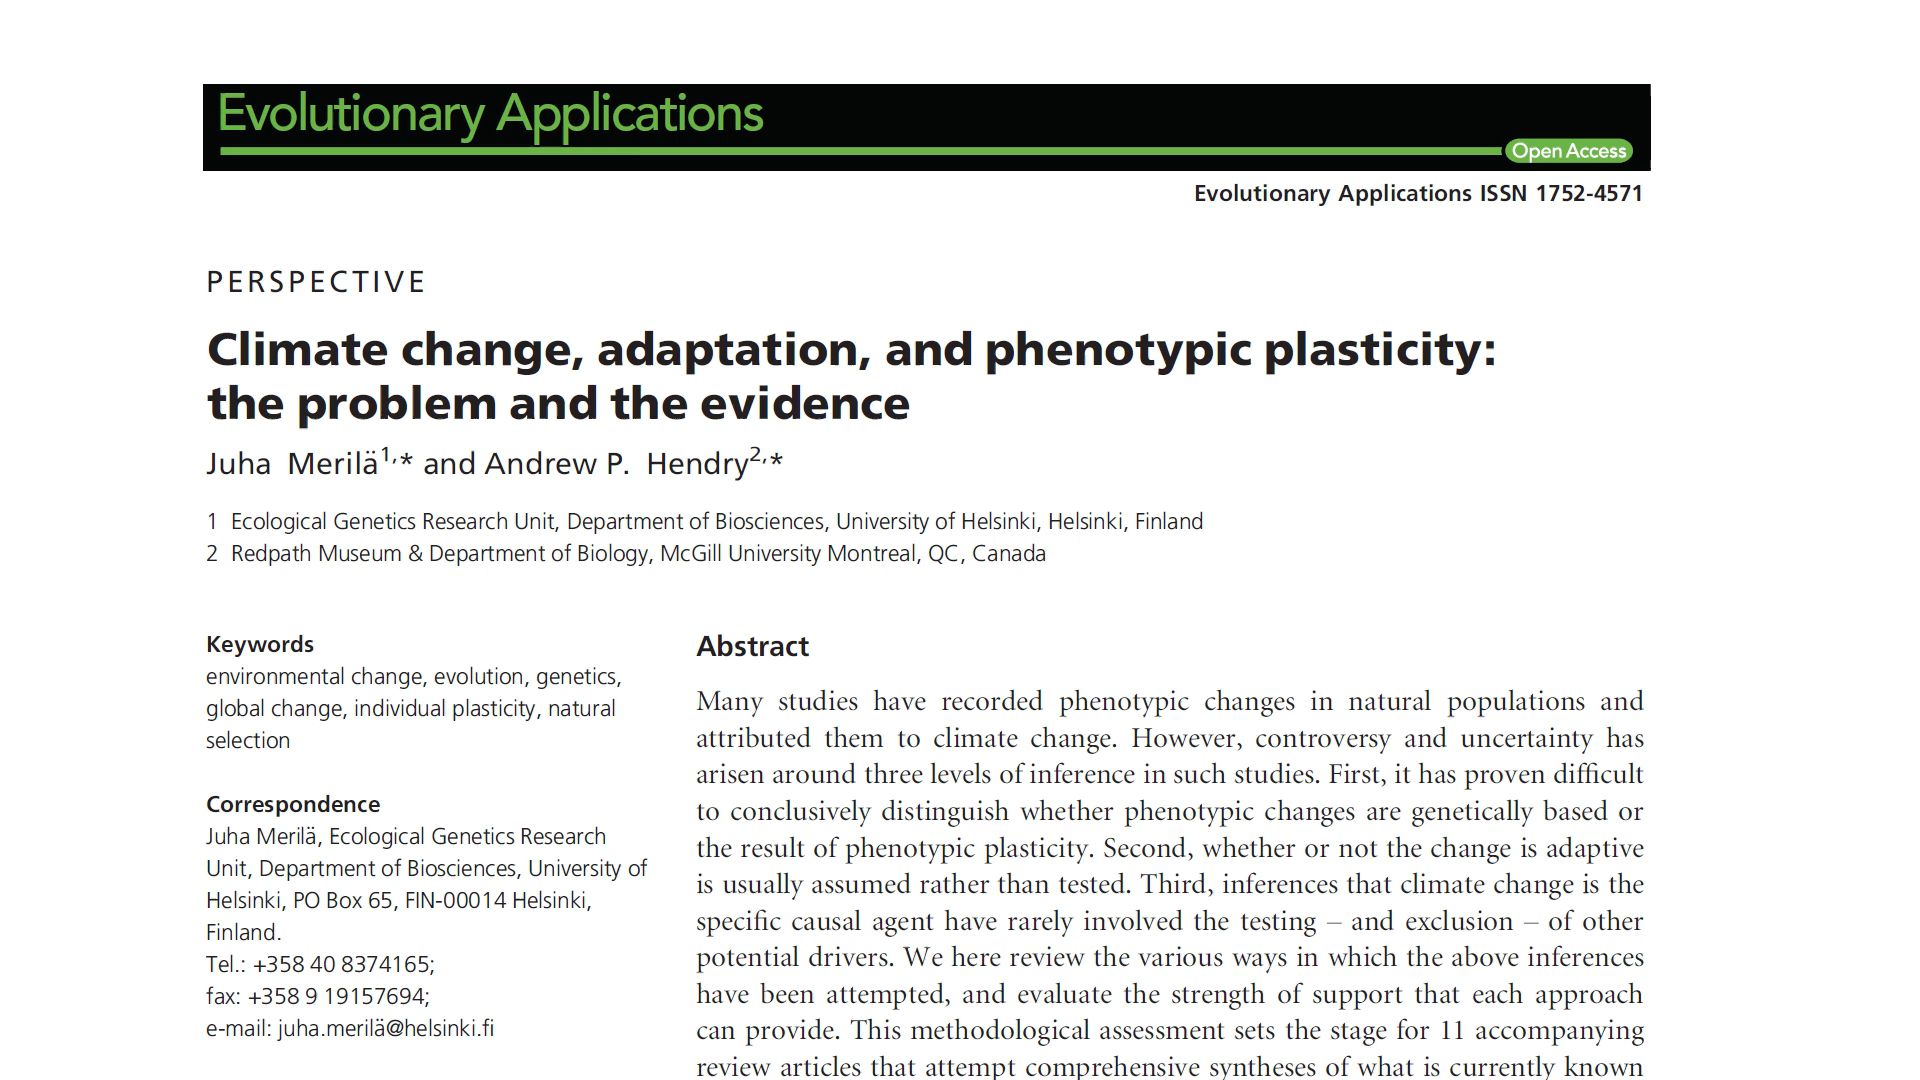 Evolutionary Applications
Open Access
Evolutionary Applications ISSN 1752-4571
PERSPECTIVE
Climate change, adaptation, and phenotypic plasticity:
the problem and the evidence
Juha Merilä1,* and Andrew P. Hendry2,*
1 Ecological Genetics Research Unit, Department of Biosciences, University of Helsinki, Helsinki, Finland
2 Redpath Museum & Department of Biology, McGill University Montreal, QC, Canada
Keywords
environmental change, evolution, genetics,
global change, individual plasticity, natural
selection
Correspondence
Juha Merilä, Ecological Genetics Research
Unit, Department of Biosciences, University of
Helsinki, PO Box 65, FIN-00014 Helsinki,
Finland.
Tel.: +358 40 8374165;
fax: +358 9 19157694;
e-mail: juha.merilä@helsinki.fi
Abstract
Many studies have recorded phenotypic changes in natural populations and
attributed them to climate change. However, controversy and uncertainty has
arisen around three levels of inference in such studies. First, it has proven difficult
to conclusively distinguish whether phenotypic changes are genetically based or
the result of phenotypic plasticity. Second, whether or not the change is adaptive
is usually assumed rather than tested. Third, inferences that climate change is the
specific causal agent have rarely involved the testing – and exclusion – of other
potential drivers. We here review the various ways in which the above inferences
have been attempted, and evaluate the strength of support that each approach
can provide. This methodological assessment sets the stage for 11 accompanying
review articles that attempt comprehensive syntheses of what is currently known